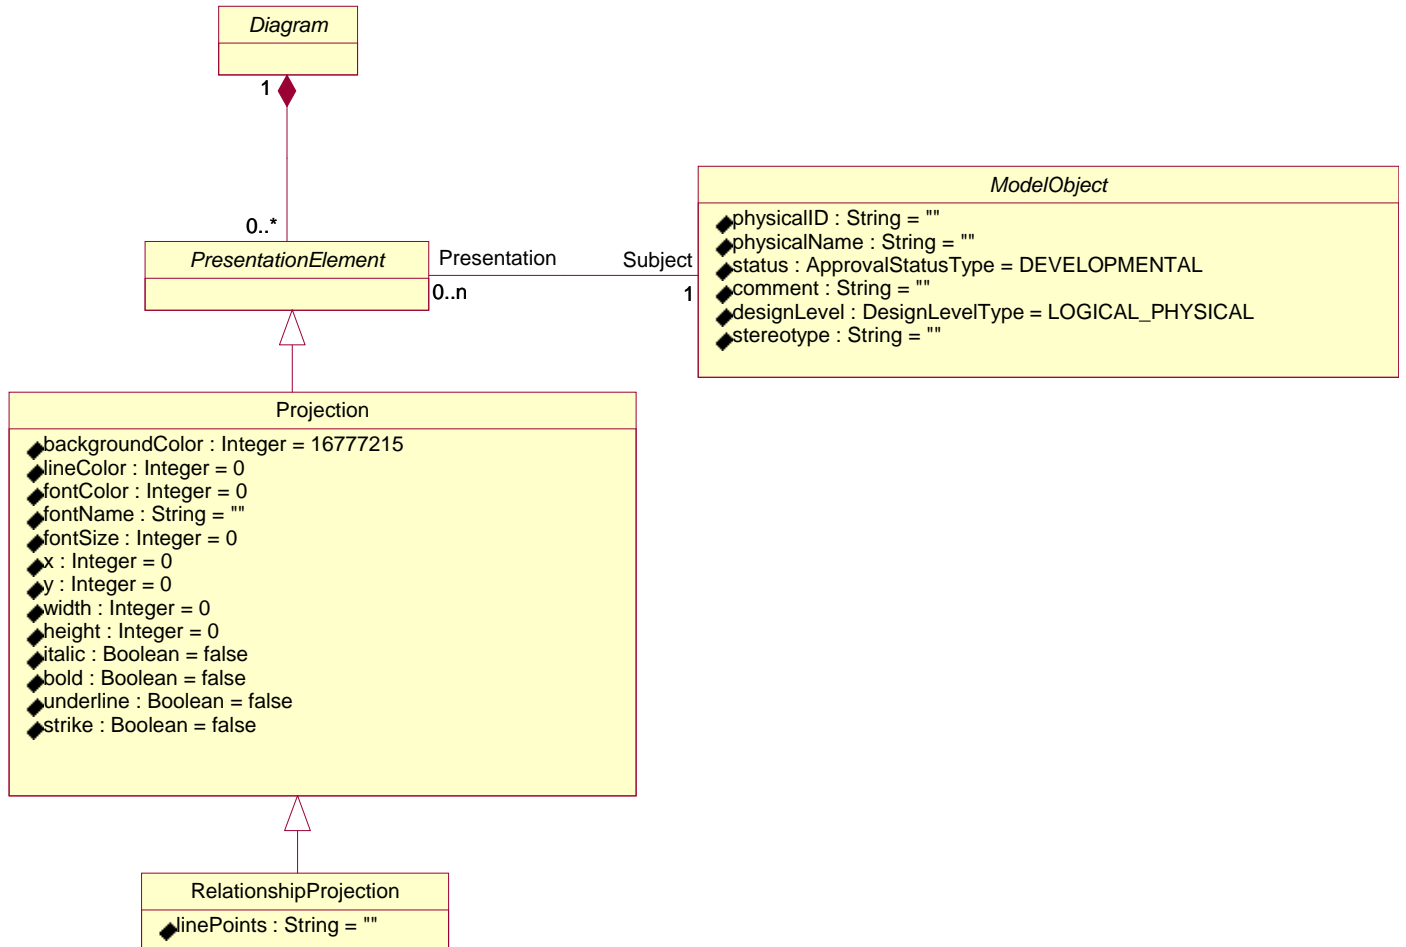 Diagram
1
0..*
PresentationElement
Presentation
Subject
0..n
1
ModelObject
physicalID : String = ""
physicalName : String = ""
status : ApprovalStatusType = DEVELOPMENTAL
comment : String = ""
designLevel : DesignLevelType = LOGICAL_PHYSICAL
stereotype : String = ""
Projection
backgroundColor : Integer = 16777215
lineColor : Integer = 0
fontColor : Integer = 0
fontName : String = ""
fontSize : Integer = 0
x : Integer = 0
y : Integer = 0
width : Integer = 0
height : Integer = 0
italic : Boolean = false
bold : Boolean = false
underline : Boolean = false
strike : Boolean = false
RelationshipProjection
linePoints : String = ""